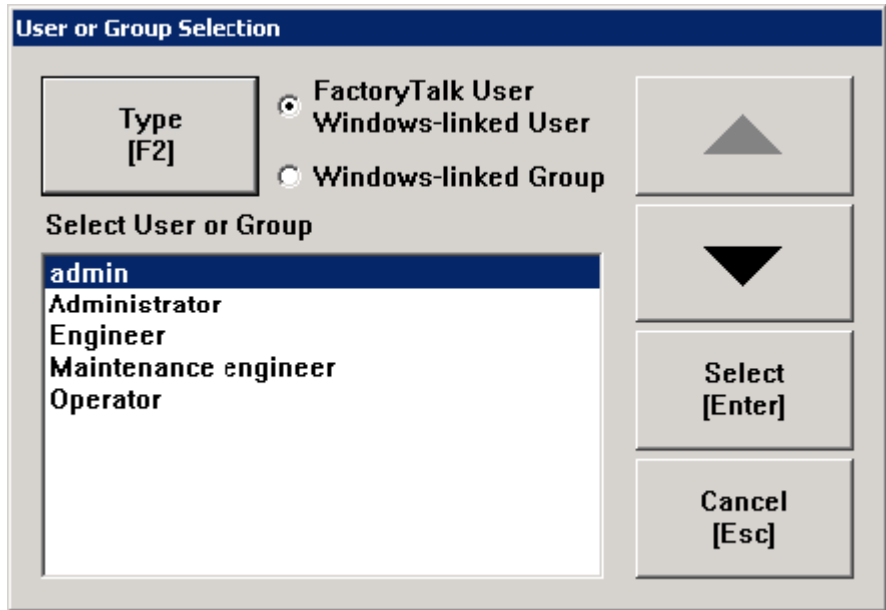 User or Group Selection
Type
[F2]
FactoryTalk User
Windows-linked User
Windows-linked Group
Select User or Group
admin
Administrator
Engineer
Maintenance engineer
Operator
Select
[Enter]
Cancel
[Esc]